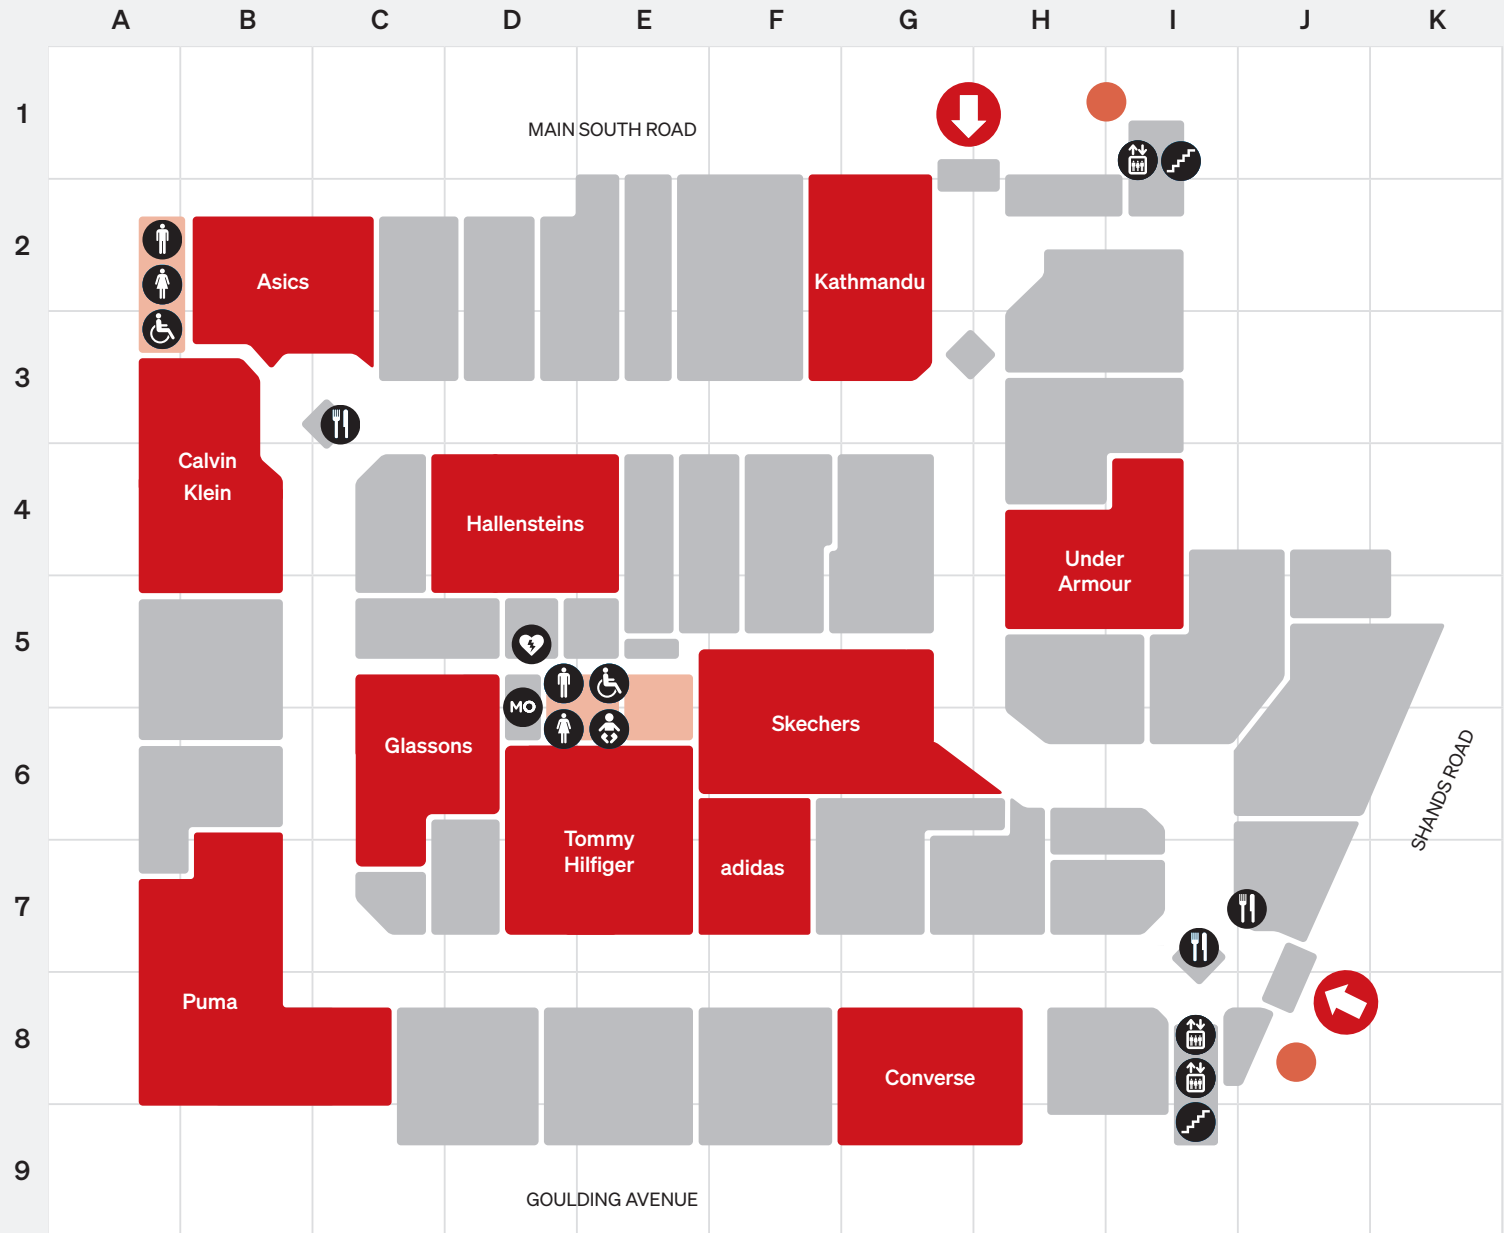 A B C D E F G H I J K
1
MAIN SOUTH ROAD
2
Asics
Kathmandu
3
Calvin
Klein
4
Hallensteins
Under
Armour
5
MO
Skechers
Glassons
6
SHANDS ROAD
Tommy
Hilfiger
adidas
7
Puma
8
Converse
9
GOULDING AVENUE